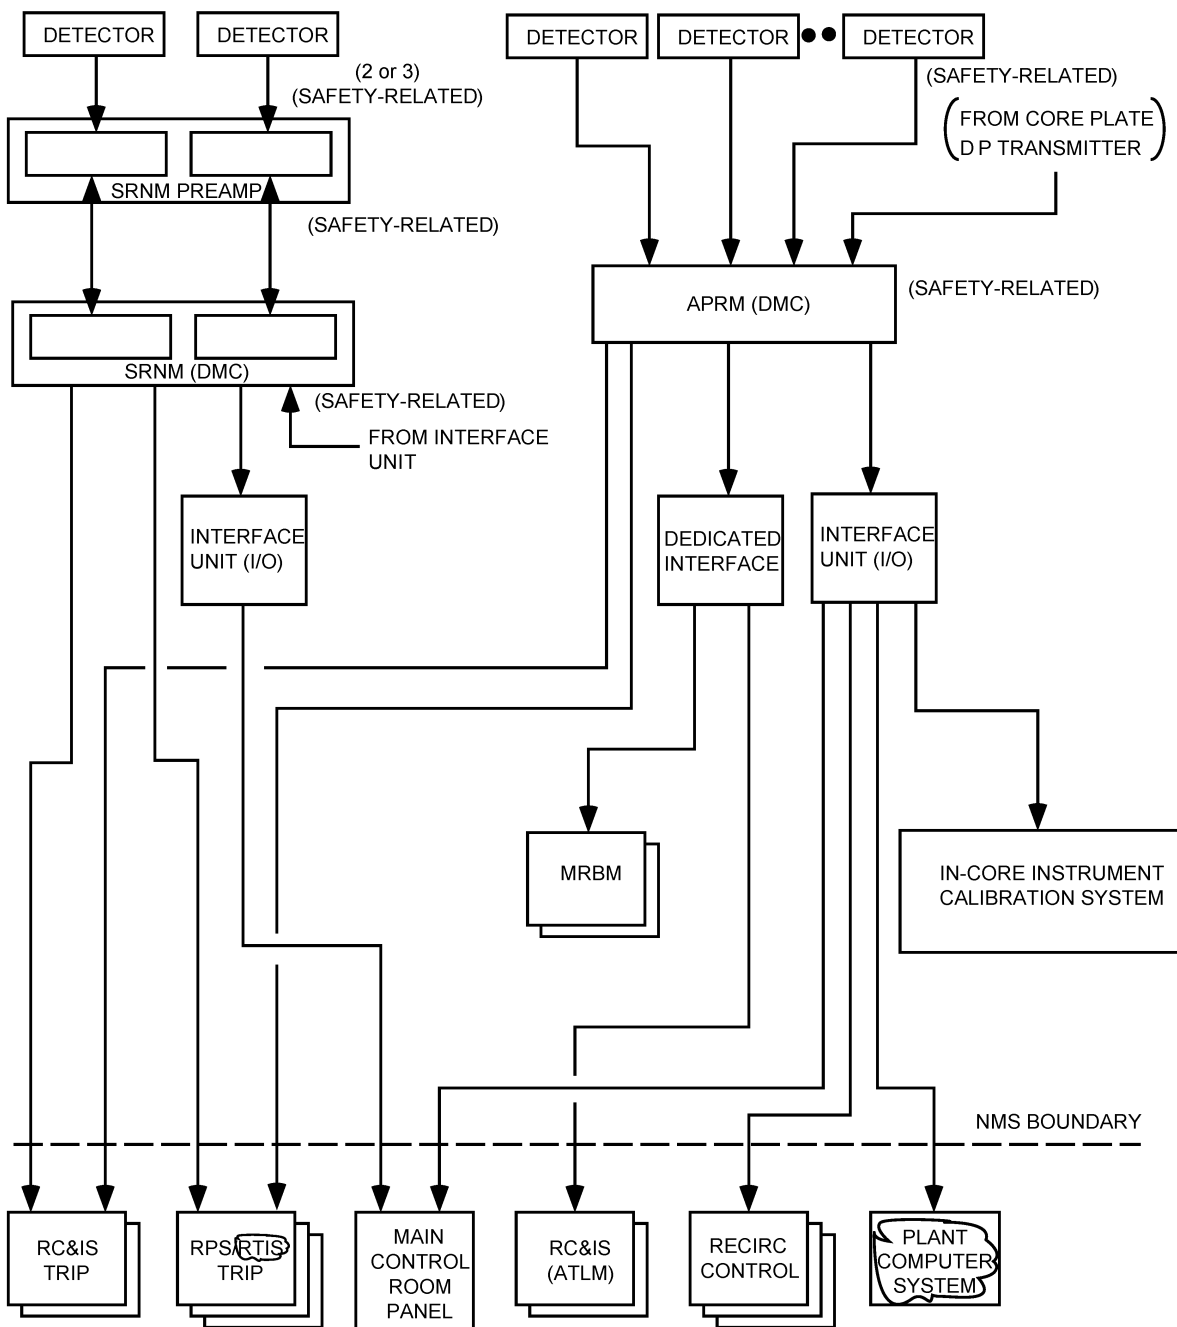 DETECTOR
DETECTOR
DETECTOR
DETECTOR
DETECTOR
(2 or 3)
(SAFETY-RELATED)
(SAFETY-RELATED)
(FROM CORE PLATE
D P TRANSMITTER)
SRNM PREAMP
(SAFETY-RELATED)
APRM (DMC)
(SAFETY-RELATED)
SRNM (DMC)
(SAFETY-RELATED)
FROM INTERFACE
UNIT
INTERFACE
UNIT (I/O)
DEDICATED
INTERFACE
INTERFACE
UNIT (I/O)
MRBM
IN-CORE INSTRUMENT
CALIBRATION SYSTEM
NMS BOUNDARY
RC&IS
TRIP
RPS/RTIS
TRIP
MAIN
CONTROL
ROOM
PANEL
RC&IS
(ATLM)
RECIRC
CONTROL
PLANT
COMPUTER
SYSTEM